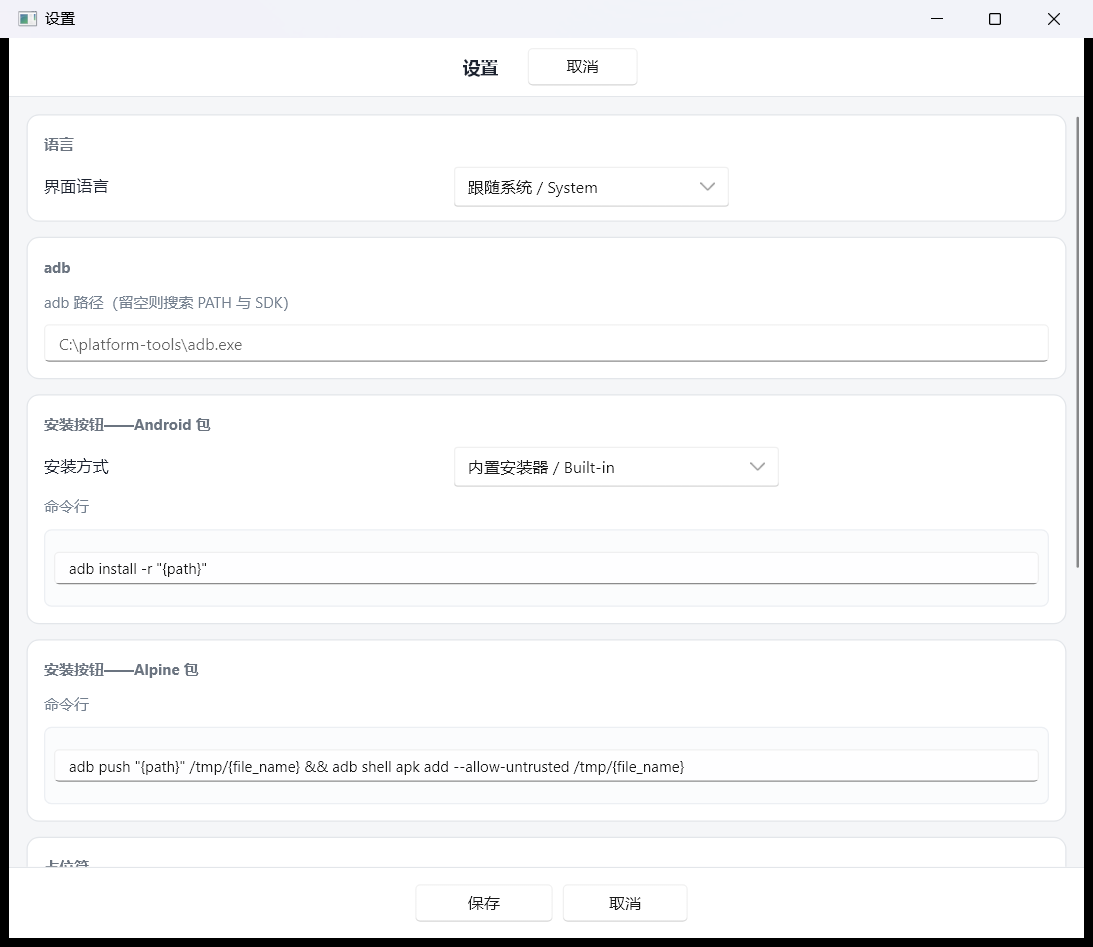 设置
设置
取消
语言
界面语言
跟随系统 / System
adb
adb 路径（留空则搜索 PATH 与 SDK）
C:\platform-tools\adb.exe
安装按钮——Android 包
安装方式
内置安装器 / Built-in
命令行
adb install -r "{path}"
安装按钮——Alpine 包
命令行
adb push "{path}" /tmp/{file_name} && adb shell apk add --allow-untrusted /tmp/{file_name}
占位符
保存
取消